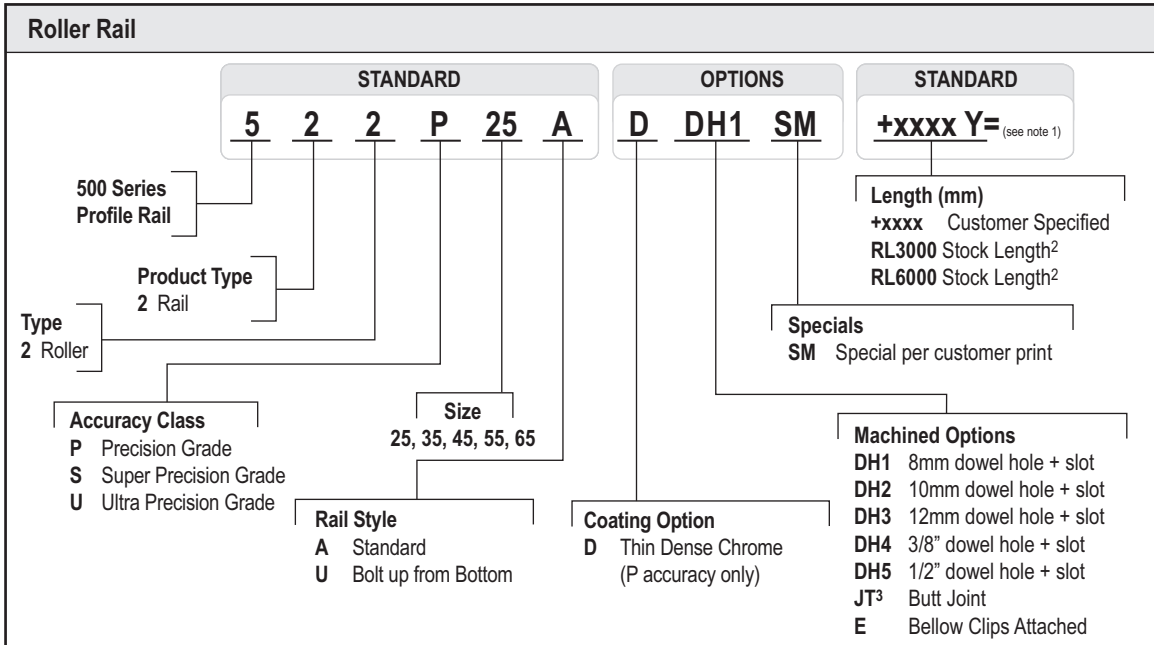 Roller Rail
STANDARD OPTIONS STANDARD
5 2 2 P 25 A D DH1 SM +xxxx Y= (see note 1)
500 Series
Profile Rail
Product Type
2 Rail
Type
2 Roller
Accuracy Class
P Precision Grade
S Super Precision Grade
U Ultra Precision Grade
Size
25, 35, 45, 55, 65
Rail Style
A Standard
U Bolt up from Bottom
Coating Option
D Thin Dense Chrome
(P accuracy only)
Length (mm)
+xxxx Customer Specified
RL3000 Stock Length2
RL6000 Stock Length2
Specials
SM Special per customer print
Machined Options
DH1 8mm dowel hole + slot
DH2 10mm dowel hole + slot
DH3 12mm dowel hole + slot
DH4 3/8” dowel hole + slot
DH5 1/2” dowel hole + slot
JT3 Butt Joint
E Bellow Clips Attached